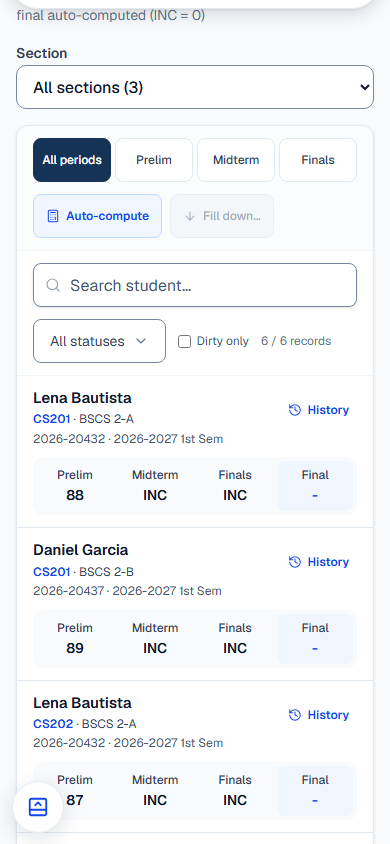 final auto-computed (INC = 0)
Section
All sections (3)
All periods
Prelim
Midterm
Finals
Auto-compute
Fill down...
Search student...
All statuses
Dirty only
6 / 6 records
Lena Bautista
History
CS201 · BSCS 2-A
2026-20432 · 2026-2027 1st Sem
Prelim Midterm Finals Final
88 INC INC -
Daniel Garcia
History
CS201 · BSCS 2-B
2026-20437 · 2026-2027 1st Sem
Prelim Midterm Finals Final
89 INC INC -
Lena Bautista
History
CS202 · BSCS 2-A
2026-20432 · 2026-2027 1st Sem
Prelim Midterm Finals Final
87 INC INC -